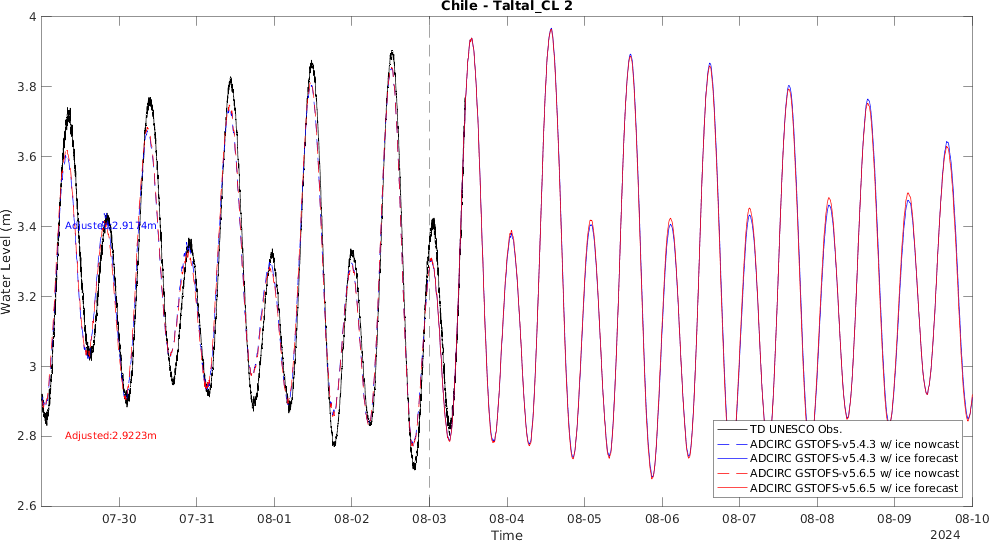 Chile - Taltal_CL 2
Water Level (m)
4
3.8
3.6
3.4
3.2
3
2.8
2.6
Adjusted:2.9174m
Adjusted:2.9223m
TD UNESCO Obs.
ADCIRC GSTOFS-v5.4.3 w/ ice nowcast
ADCIRC GSTOFS-v5.4.3 w/ ice forecast
ADCIRC GSTOFS-v5.6.5 w/ ice nowcast
ADCIRC GSTOFS-v5.6.5 w/ ice forecast
07-30 07-31 08-01 08-02 08-03 08-04 08-05 08-06 08-07 08-08 08-09 08-10
Time
2024